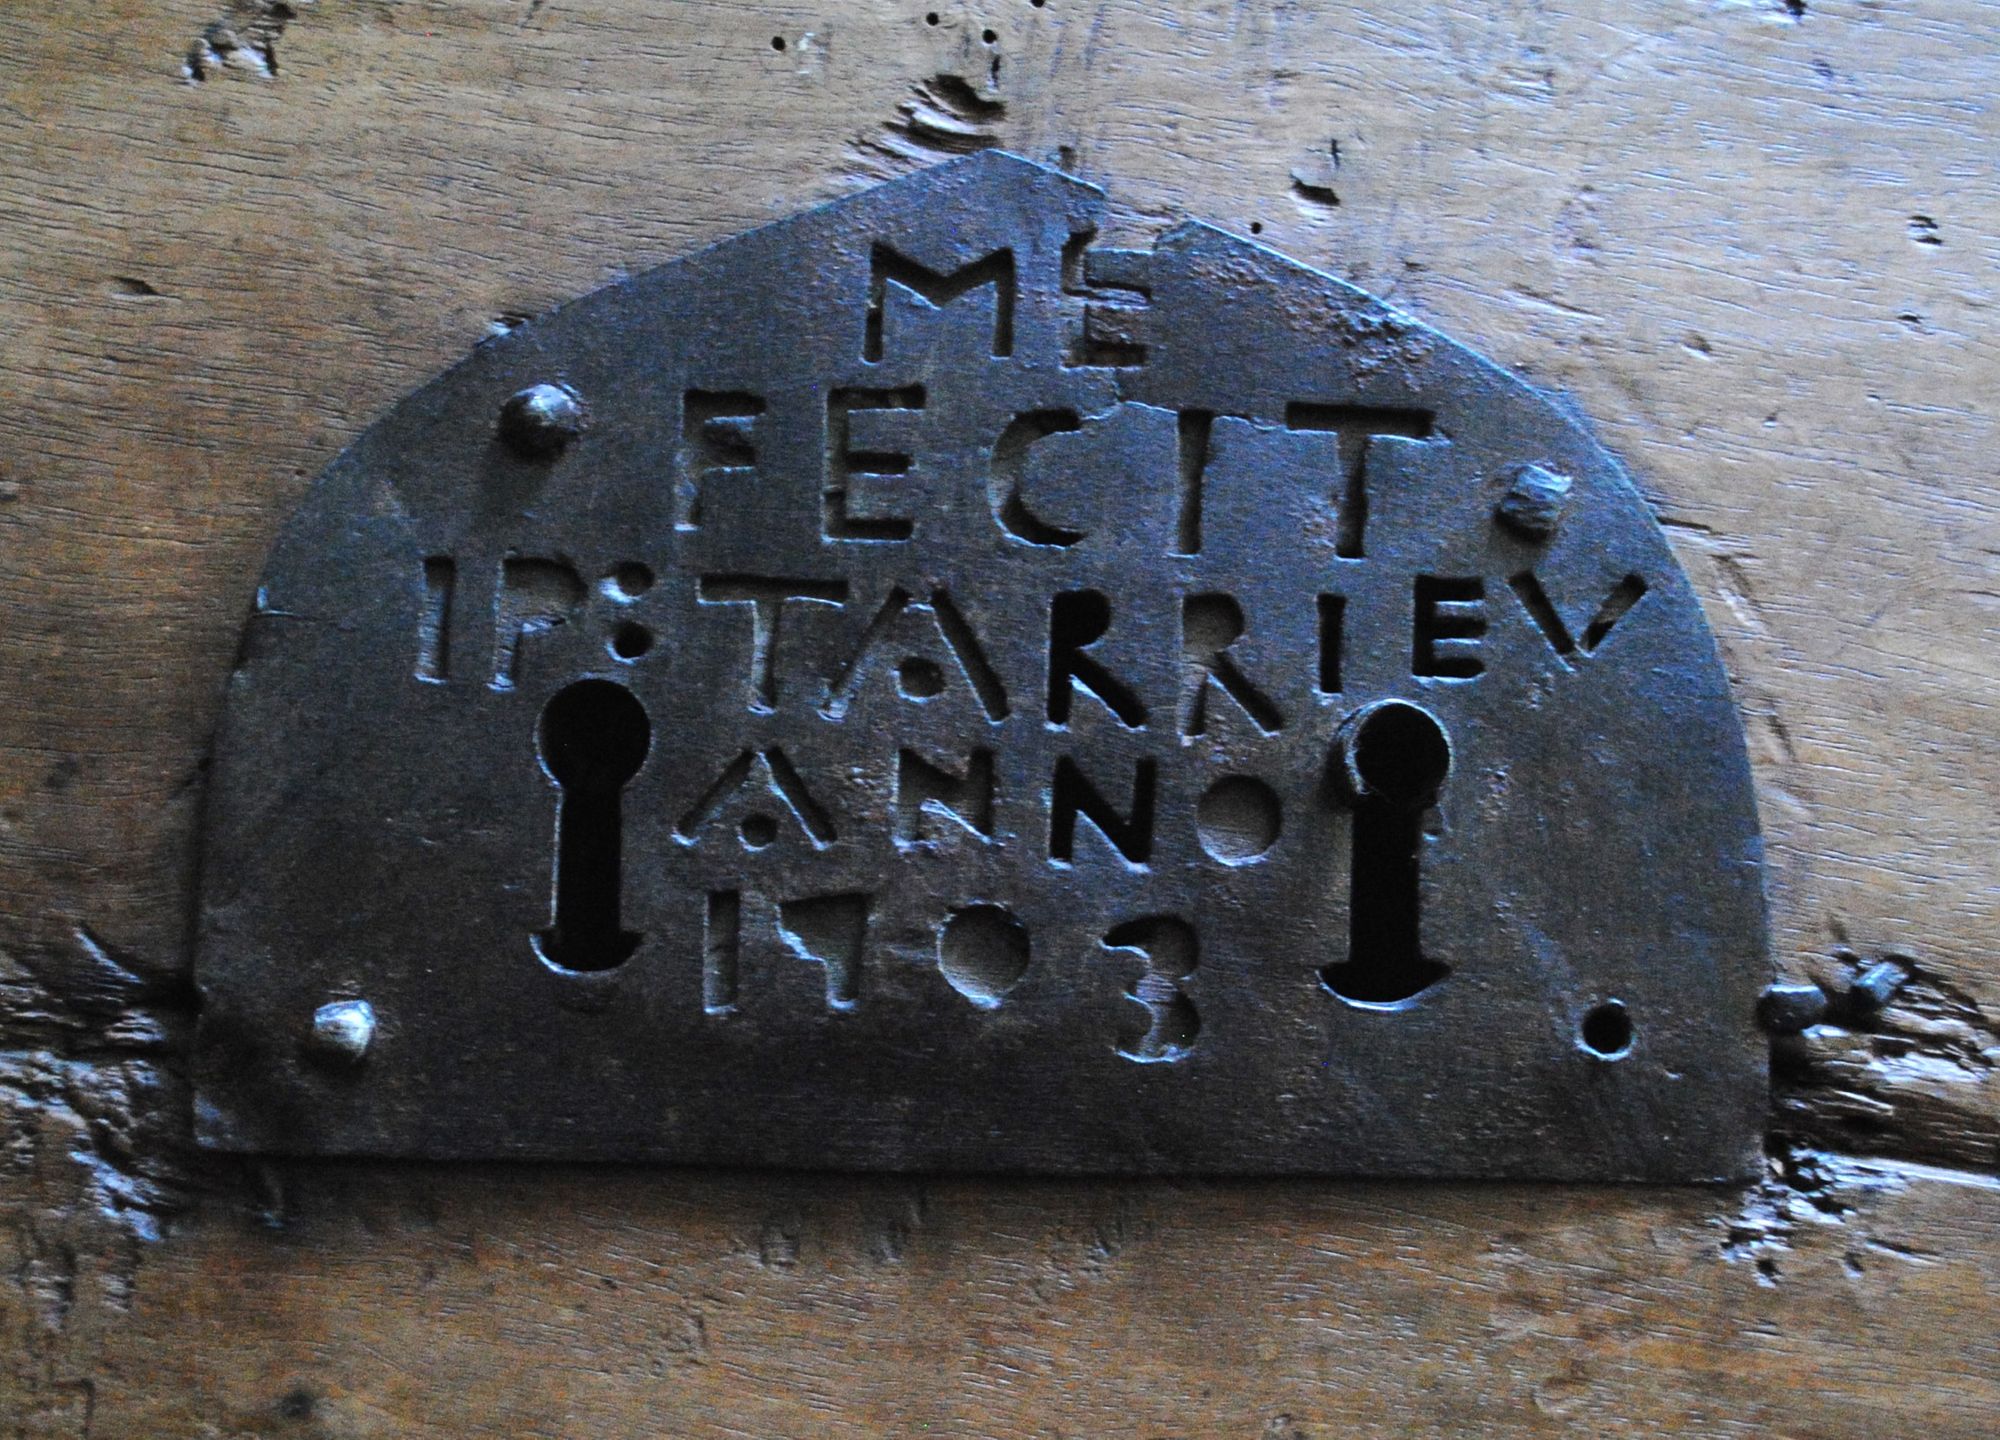 ME
FECIT
IP: TARRIEV
ANNO
1703